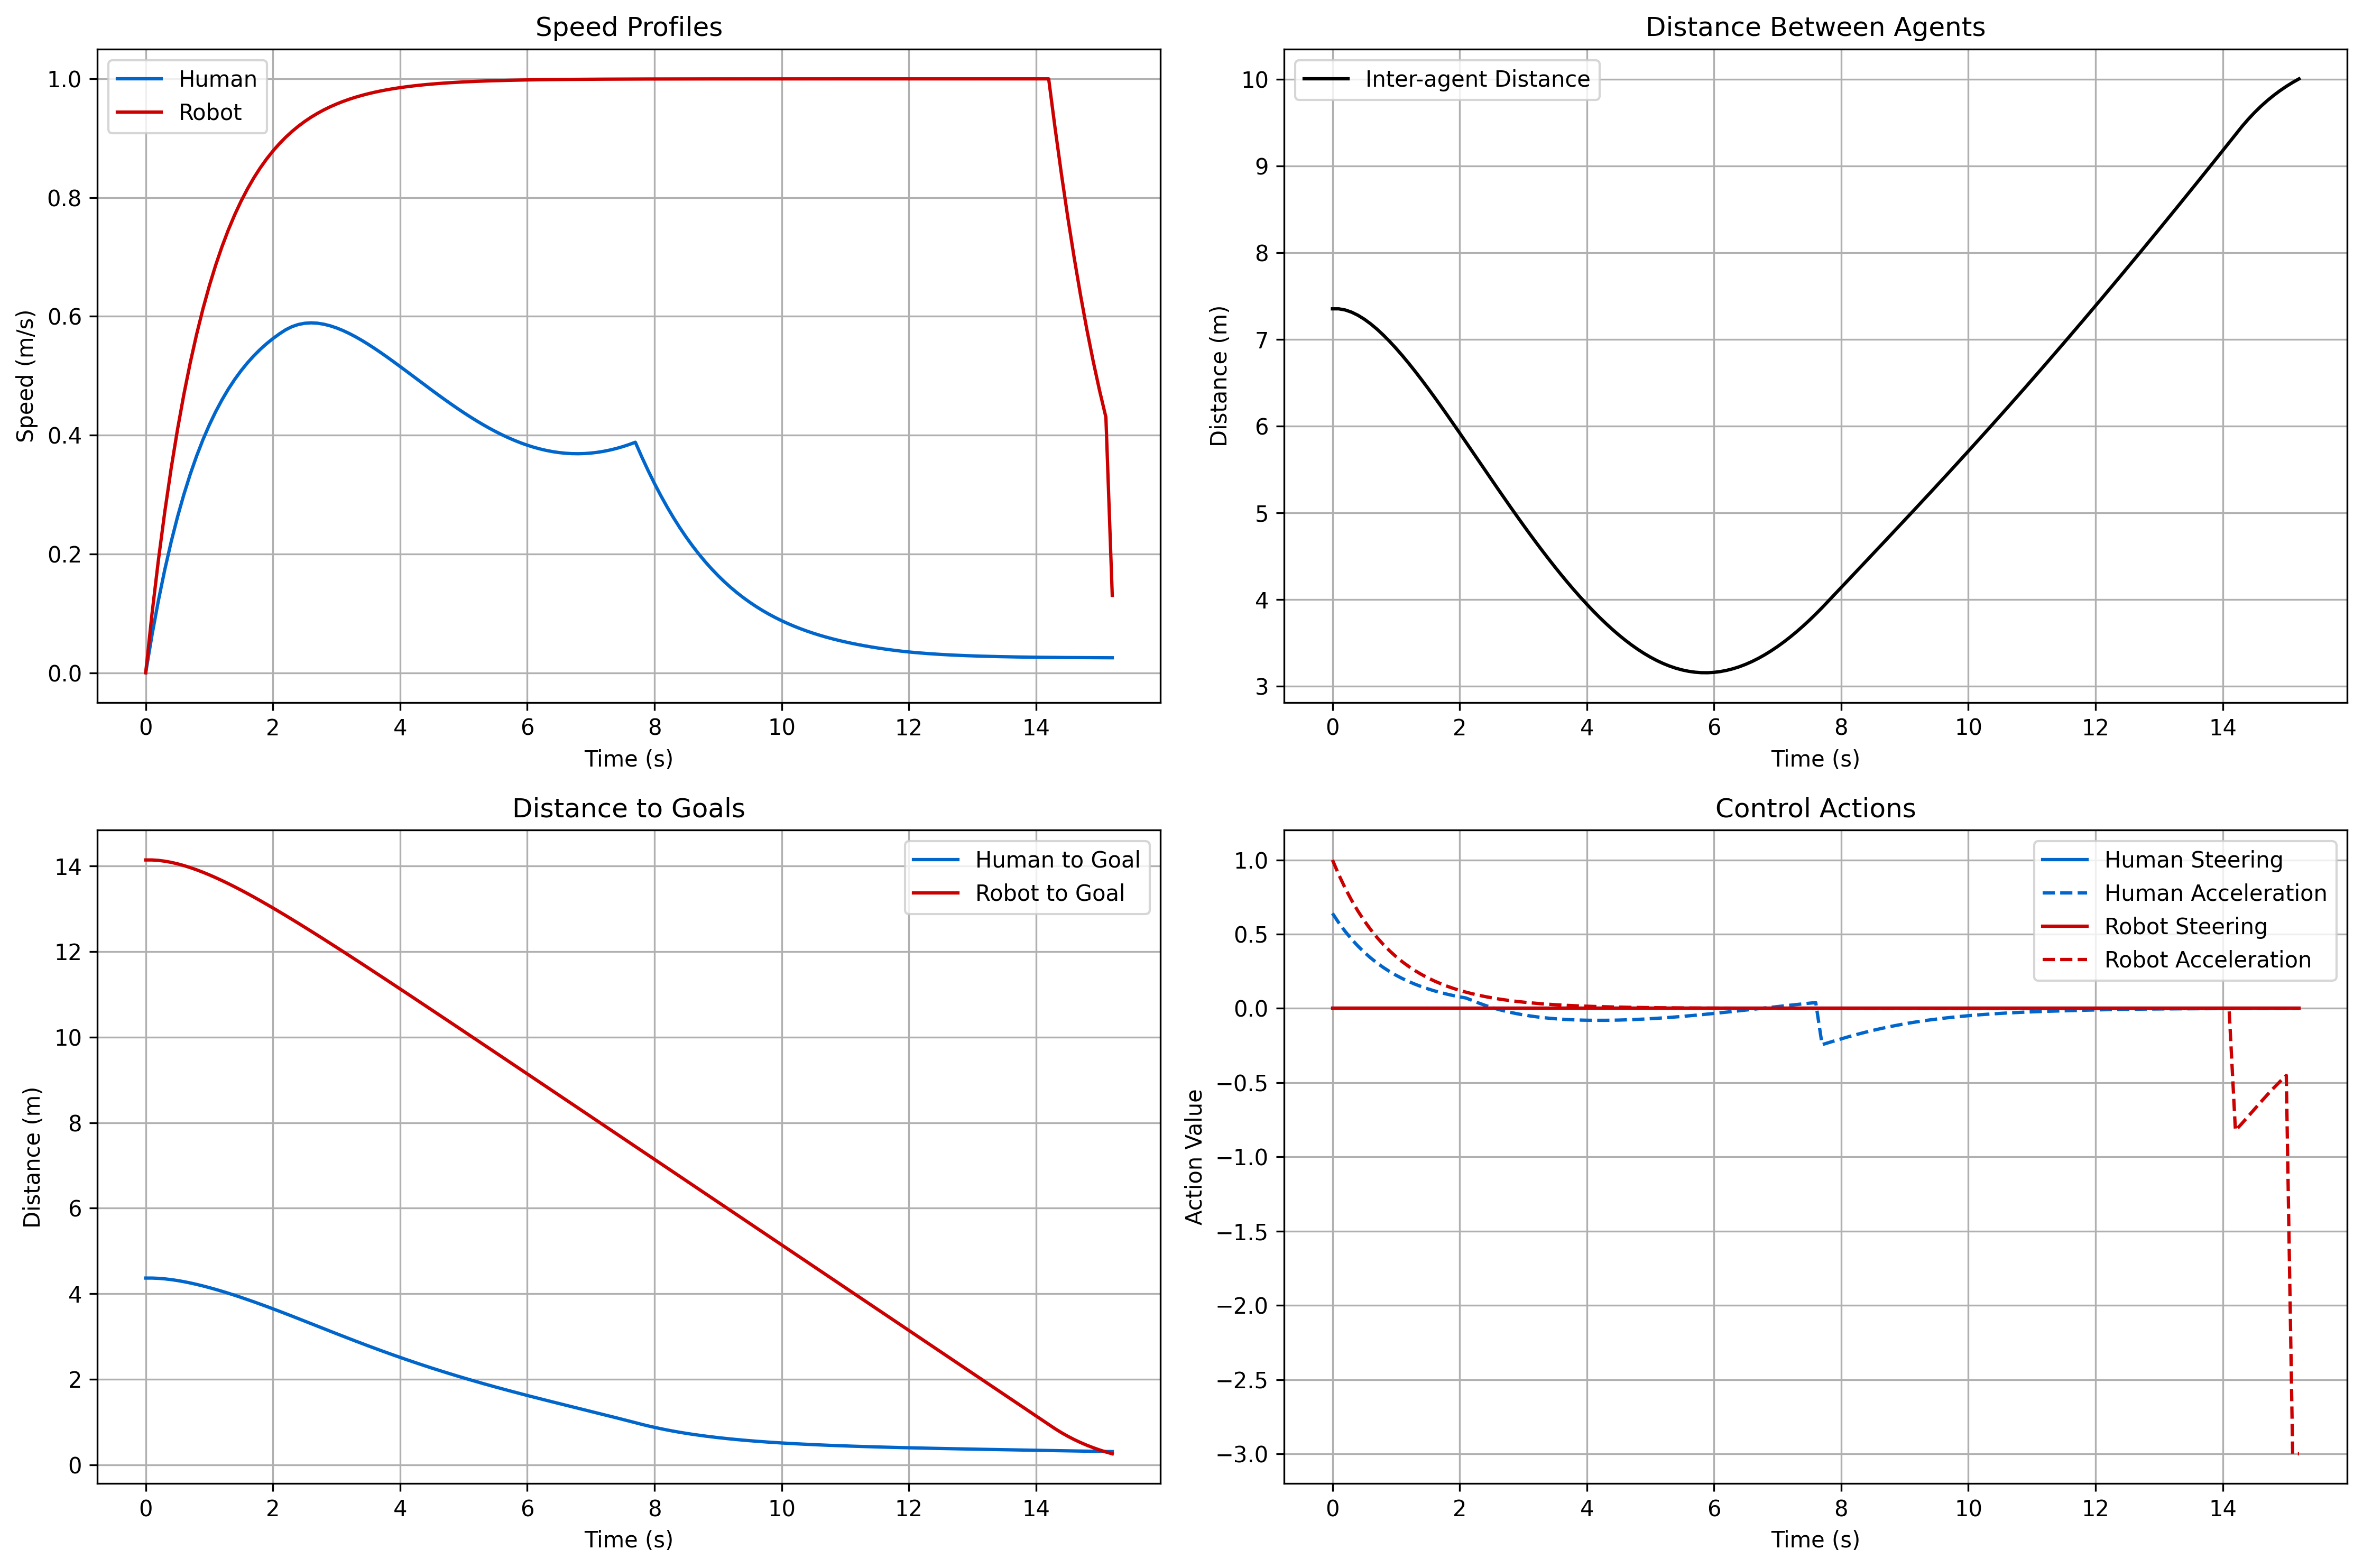 Speed Profiles
Speed (m/s)
1.0
0.8
0.6
0.4
0.2
0.0
Human
Robot
0 2 4 6 8 10 12 14
Time (s)
Distance Between Agents
Distance (m)
10
9
8
7
6
5
4
3
Inter-agent Distance
0 2 4 6 8 10 12 14
Time (s)
Distance to Goals
Distance (m)
14
12
10
8
6
4
2
0
Human to Goal
Robot to Goal
0 2 4 6 8 10 12 14
Time (s)
Control Actions
Action Value
1.0
0.5
0.0
−0.5
−1.0
−1.5
−2.0
−2.5
−3.0
Human Steering
Human Acceleration
Robot Steering
Robot Acceleration
0 2 4 6 8 10 12 14
Time (s)